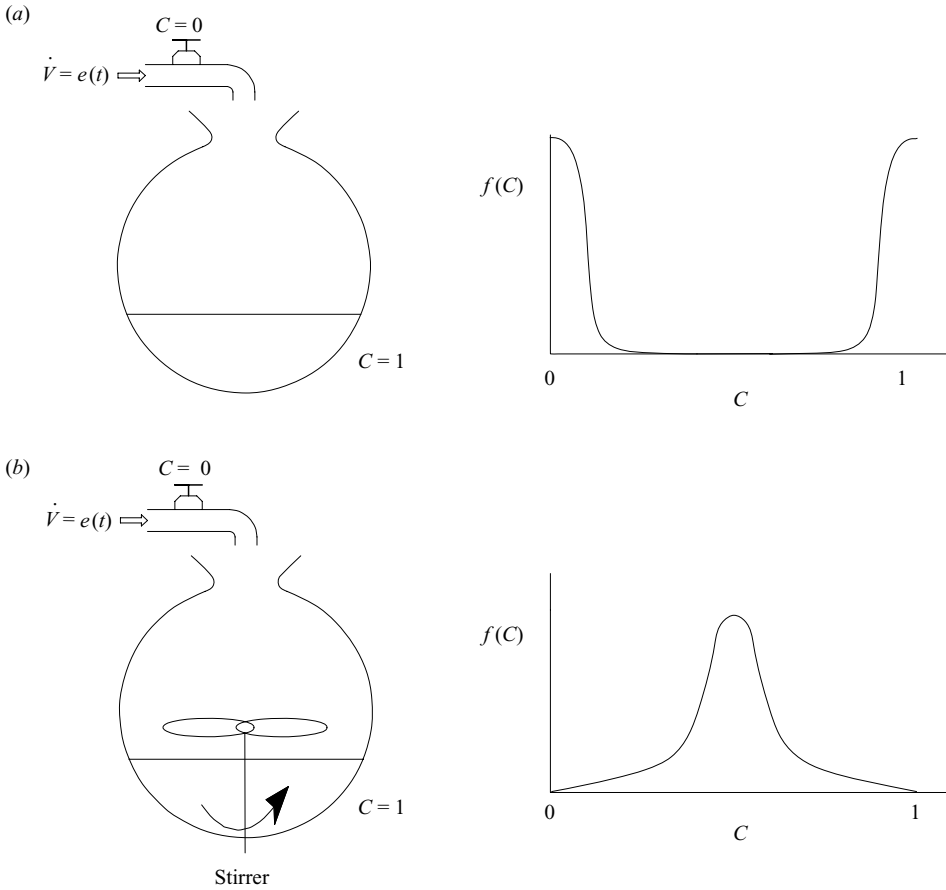 (a)
C = 0
V̇ = e(t)
f(C)
C = 1
0 1
C
(b)
C = 0
V̇ = e(t)
f(C)
C = 1
0 1
C
Stirrer